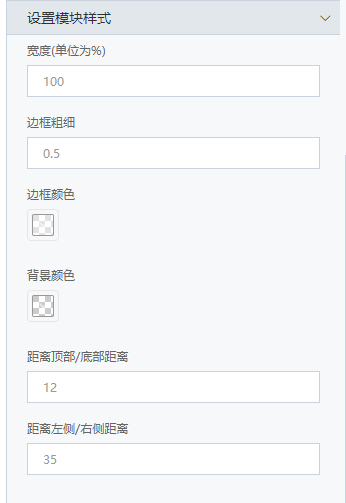 设置模块样式
宽度(单位为%)
100
边框粗细
0.5
边框颜色
背景颜色
距离顶部/底部距离
12
距离左侧/右侧距离
35